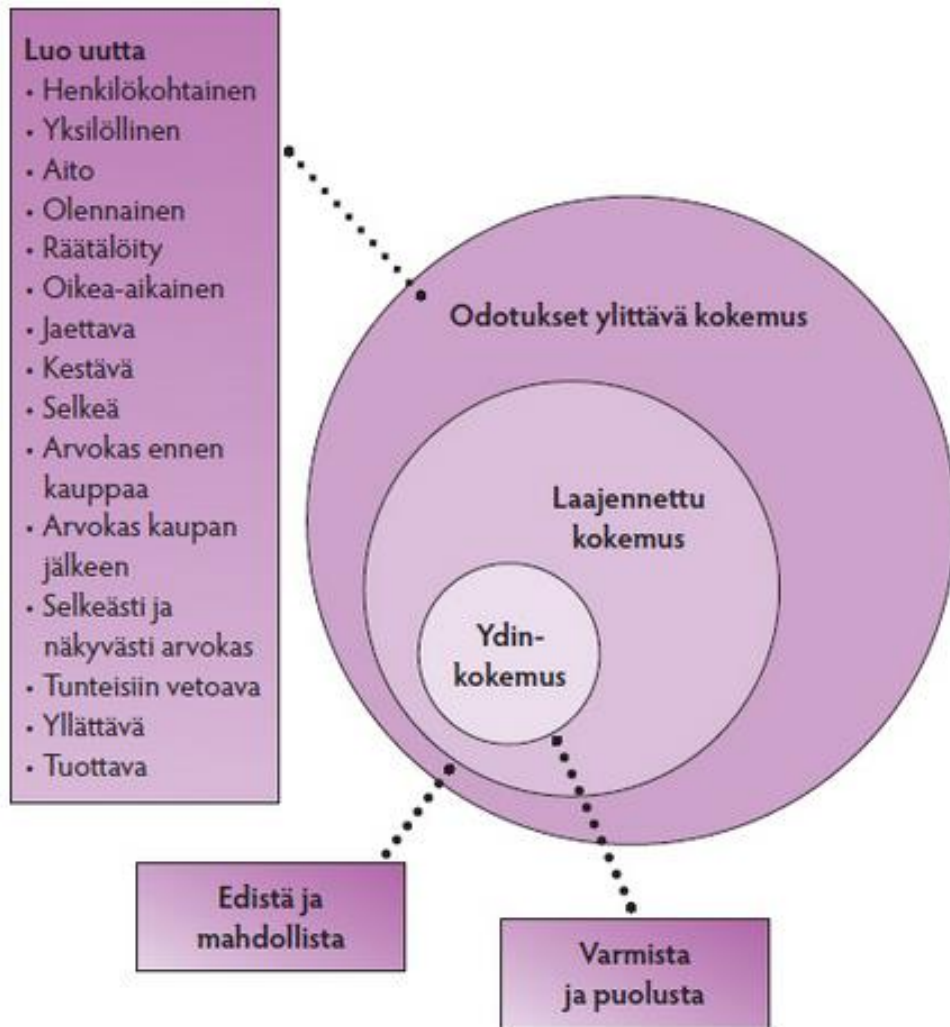 Luo uutta
• Henkilökohtainen
• Yksilöllinen
• Aito
• Olennainen
• Räätälöity
• Oikea-aikainen
• Jaettava
• Kestävä
• Selkeä
• Arvokas ennen
kauppaa
• Arvokas kaupan
jälkeen
• Selkeästi ja
näkyvästi arvokas
• Tunteisiin vetoava
• Yllättävä
• Tuottava
Odotukset ylittävä kokemus
Laajennettu
kokemus
Ydin-
kokemus
Edistä ja
mahdollista
Varmista
ja puolusta